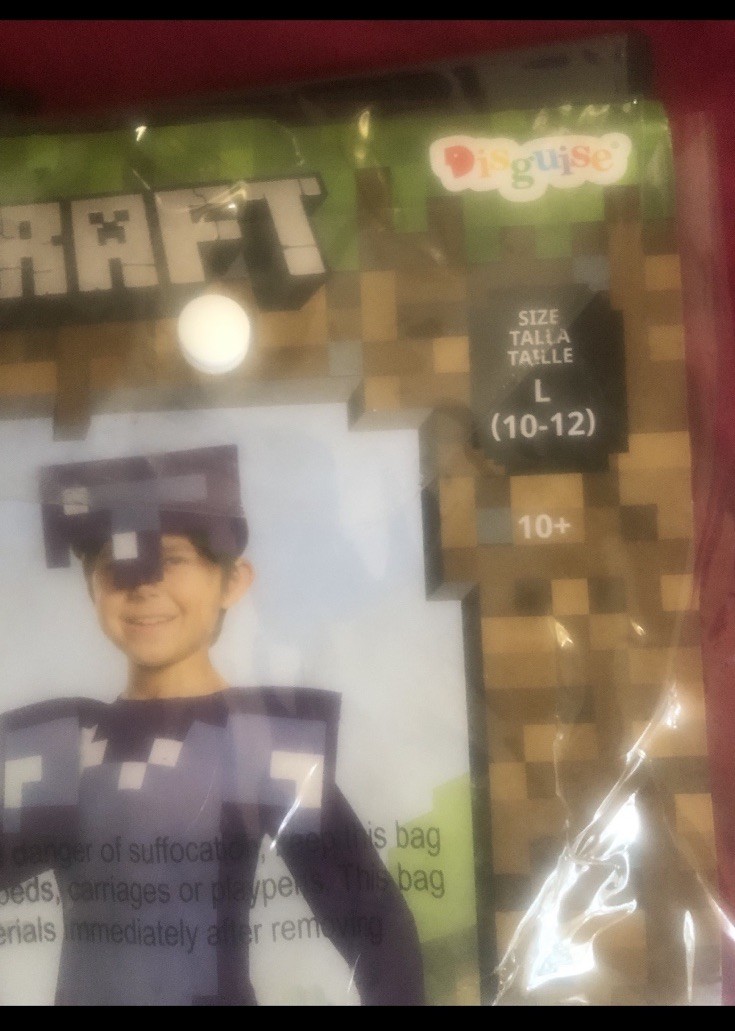 Disguise
RAFT
SIZE
TALLA
TAILLE
L
(10-12)
10+
danger of suffocation, keep this bag
beds, carriages or playpens. This bag
erials immediately after removing